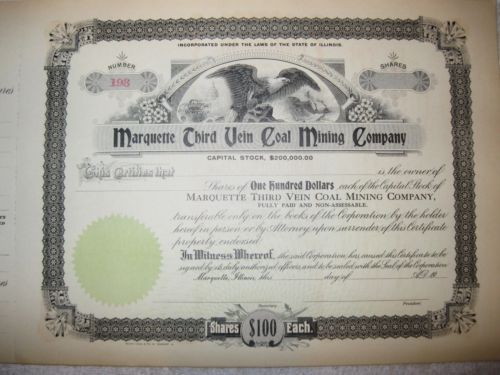 INCORPORATED UNDER THE LAWS OF THE STATE OF ILLINOIS.
NUMBER
193
SHARES
Marquette Third Vein Coal Mining Company
CAPITAL STOCK, $200,000.00
This Certifies that
is the owner of
Shares of One Hundred Dollars each of the Capital Stock of
MARQUETTE THIRD VEIN COAL MINING COMPANY,
FULLY PAID AND NON-ASSESSABLE.
transferable only on the books of the Corporation by the holder
hereof in person or by Attorney upon surrender of this Certificate
properly endorsed.
In Witness Whereof, the said Corporation has caused this Certificate to be
signed by its duly authorized officers, and to be sealed with the Seal of the Corporation
Marquette, Illinois, this day of A.D. 19
Secretary President
Shares $100 Each.